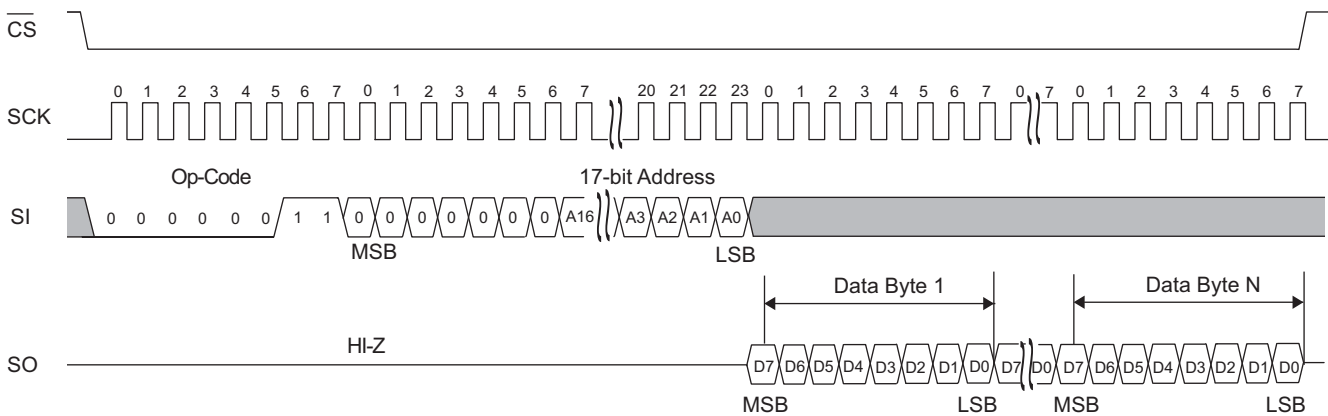 CS
0 1 2 3 4 5 6 7 0 1 2 3 4 5 6 7 20 21 22 23 0 1 2 3 4 5 6 7 0 7 0 1 2 3 4 5 6 7
SCK
Op-Code 17-bit Address
SI 0 0 0 0 0 0 1 1 0 0 0 0 0 0 0 A16 A3 A2 A1 A0
MSB LSB
Data Byte 1 Data Byte N
HI-Z
SO D7 D6 D5 D4 D3 D2 D1 D0 D7 D0 D7 D6 D5 D4 D3 D2 D1 D0
MSB LSB MSB LSB